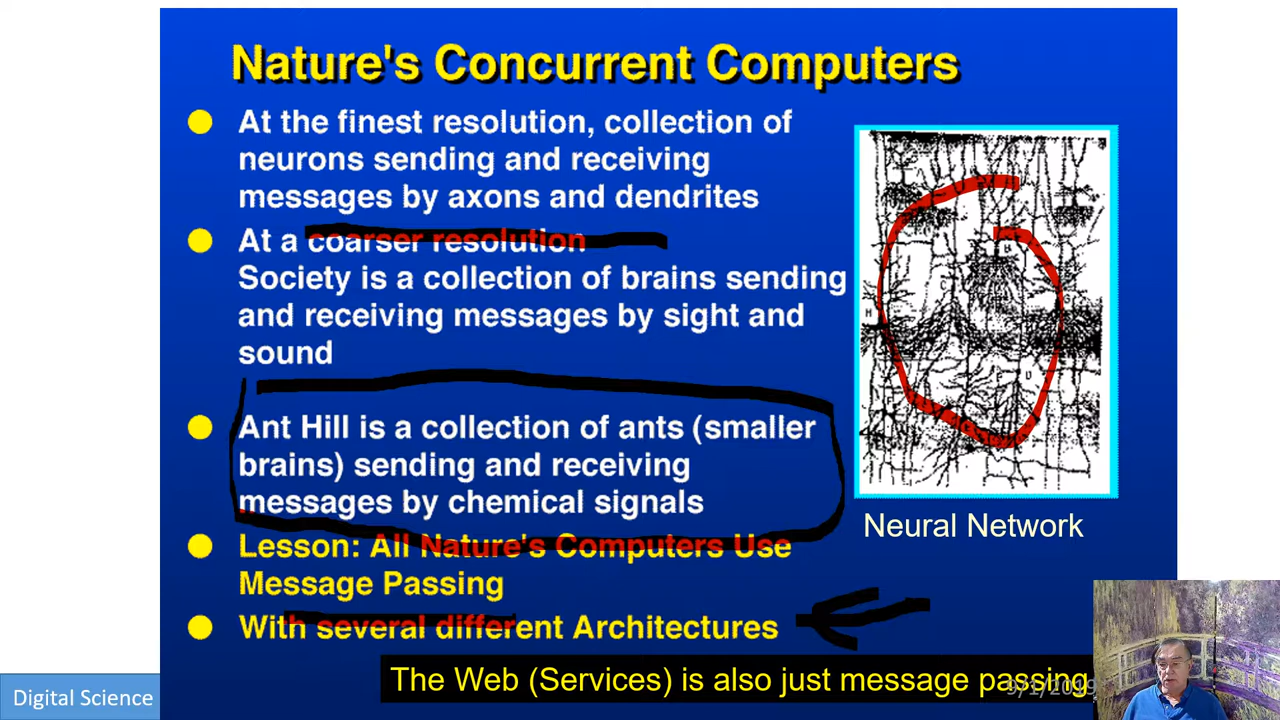 Nature's Concurrent Computers
At the finest resolution, collection of
neurons sending and receiving
messages by axons and dendrites
At a coarser resolution
Society is a collection of brains sending
and receiving messages by sight and
sound
Ant Hill is a collection of ants (smaller
brains) sending and receiving
messages by chemical signals
Lesson: All Nature's Computers Use
Message Passing
With several different Architectures
Neural Network
The Web (Services) is also just message passing
9/1/2019
Digital Science